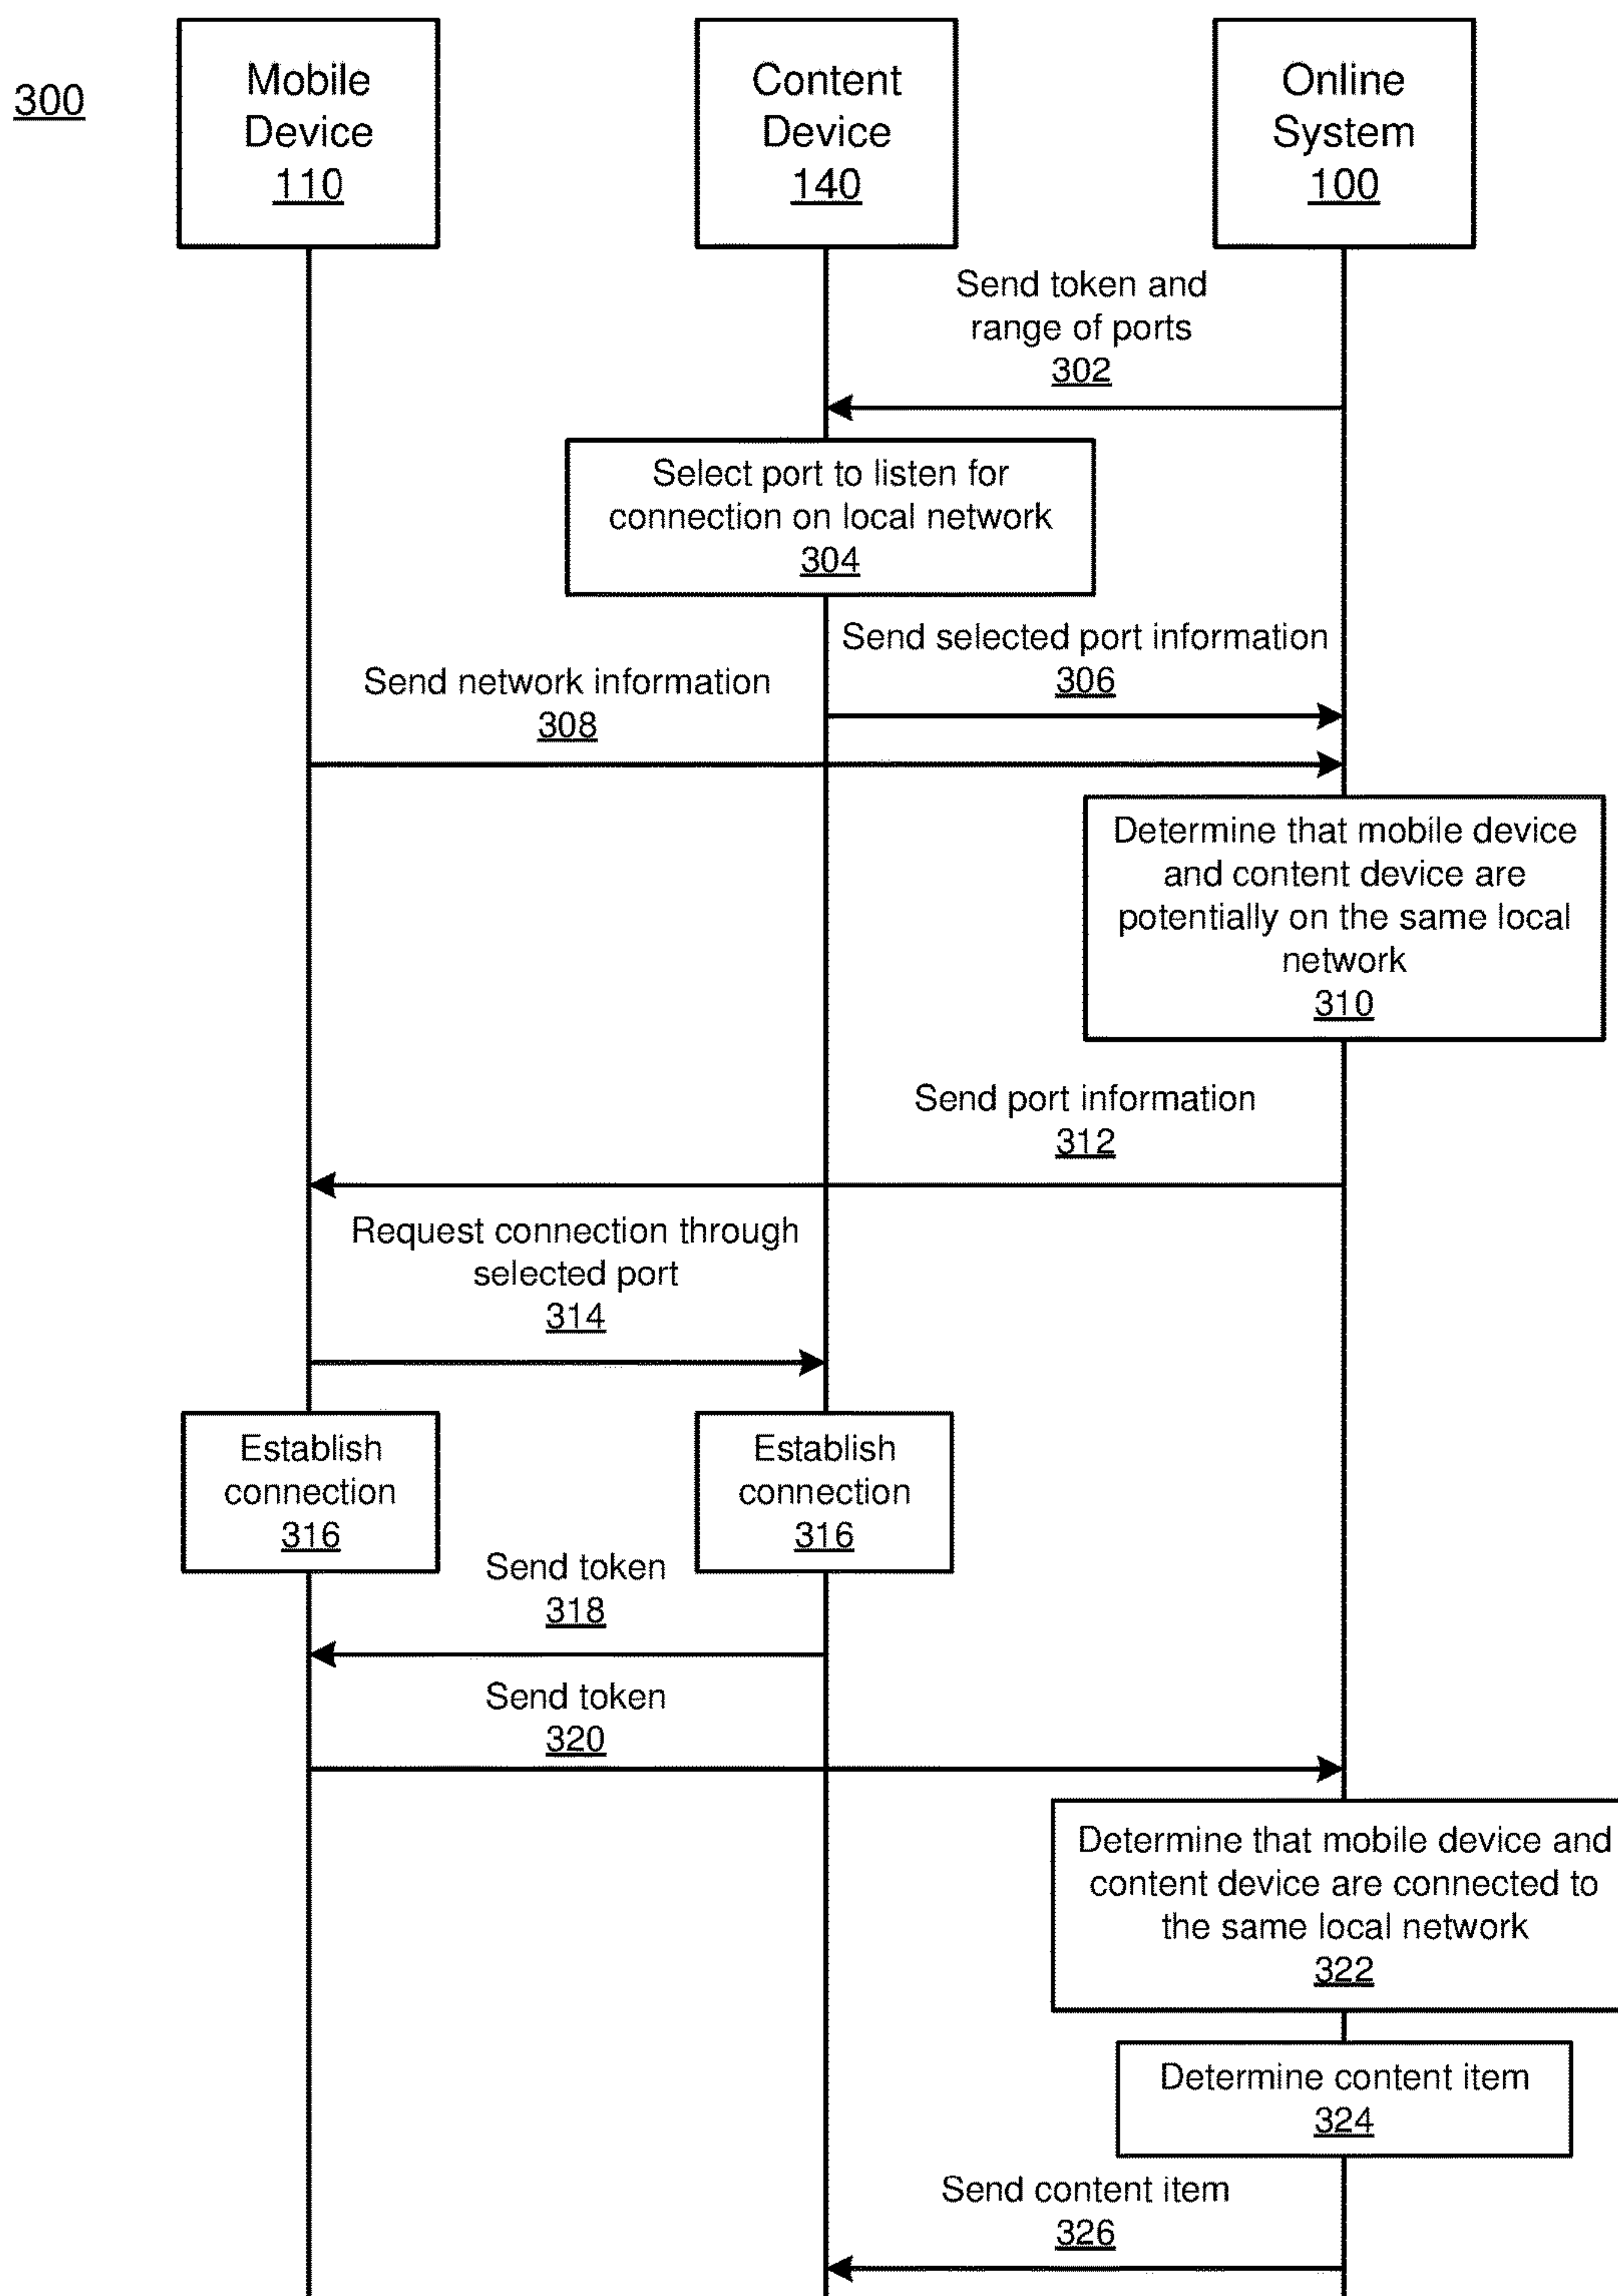 300
Mobile
Device
110
Content
Device
140
Online
System
100
Send token and
range of ports
302
Select port to listen for
connection on local network
304
Send selected port information
306
Send network information
308
Determine that mobile device
and content device are
potentially on the same local
network
310
Send port information
312
Request connection through
selected port
314
Establish
connection
316
Establish
connection
316
Send token
318
Send token
320
Determine that mobile device and
content device are connected to
the same local network
322
Determine content item
324
Send content item
326